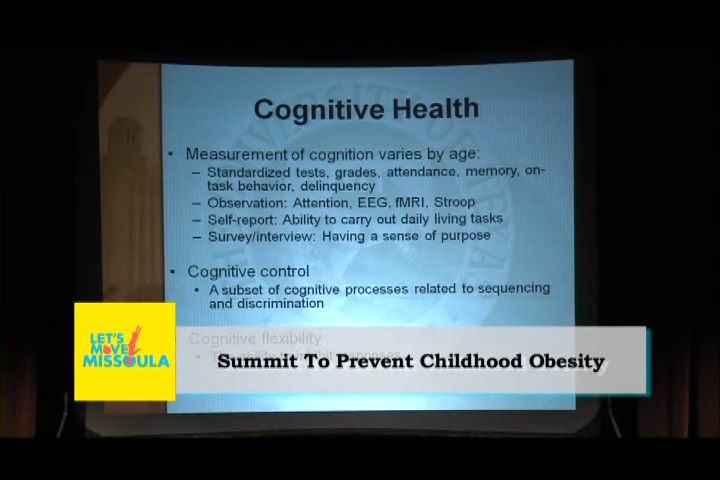 Cognitive Health
• Measurement of cognition varies by age:
– Standardized tests, grades, attendance, memory, on-
task behavior, delinquency
– Observation: Attention, EEG, fMRI, Stroop
– Self-report: Ability to carry out daily living tasks
– Survey/interview: Having a sense of purpose
• Cognitive control
• A subset of cognitive processes related to sequencing
and discrimination
• Cognitive flexibility
LET'S
MOVE!
MISSOULA
Summit To Prevent Childhood Obesity